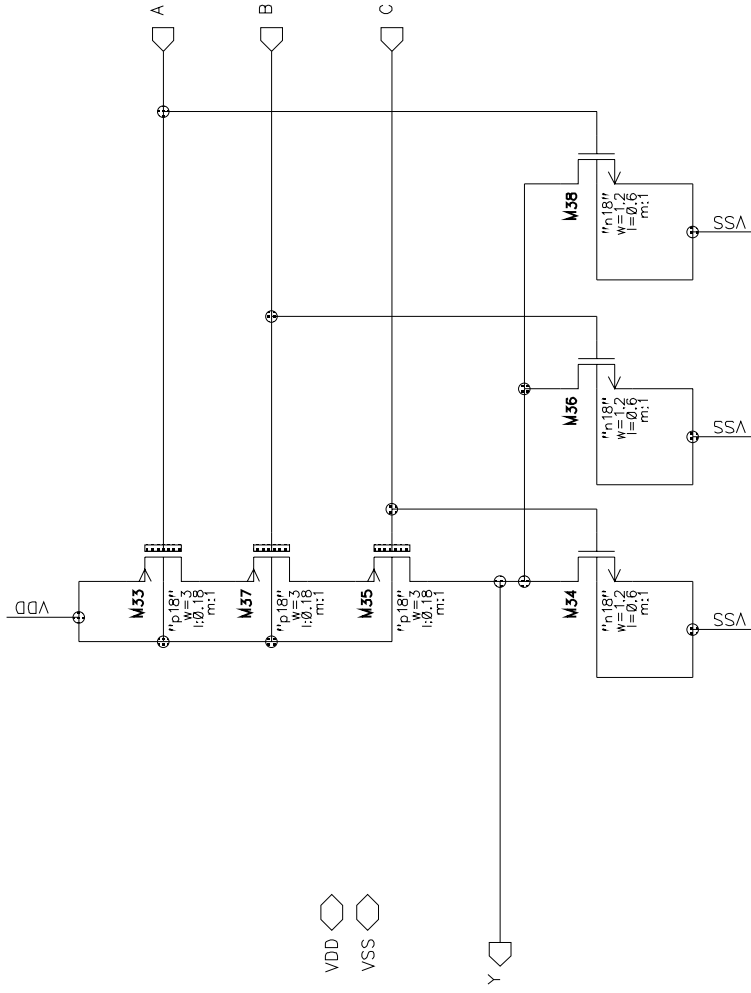 A
B
C
VDD
M33
"p18"
w=3
l:0.18
m:1
M37
"p18"
w=3
l:0.18
m:1
M35
"p18"
w=3
l:0.18
m:1
M38
"n18"
w=1.2
l=0.6
m:1
VSS
M36
"n18"
w=1.2
l=0.6
m:1
VSS
M34
"n18"
w=1.2
l=0.6
m:1
VSS
VDD
VSS
Y